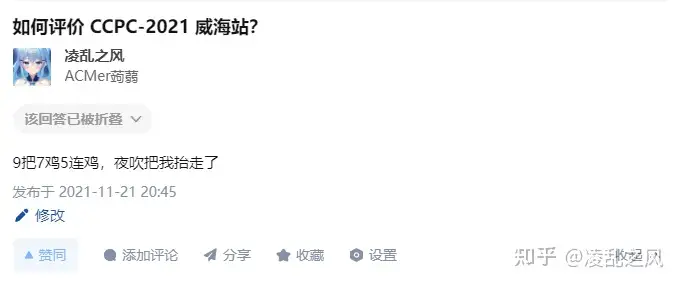 如何评价 CCPC-2021 威海站？
凌乱之风
ACMer蒟蒻
该回答已被折叠
9把7鸡5连鸡，夜吹把我抬走了
发布于 2021-11-21 20:45
修改
赞同 添加评论 分享 收藏 设置 收起
知乎 @凌乱之风